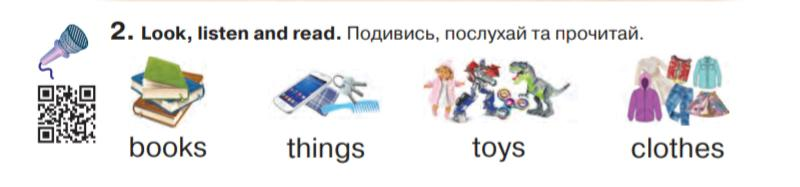 2. Look, listen and read. Подивись, послухай та прочитай.
books things toys clothes